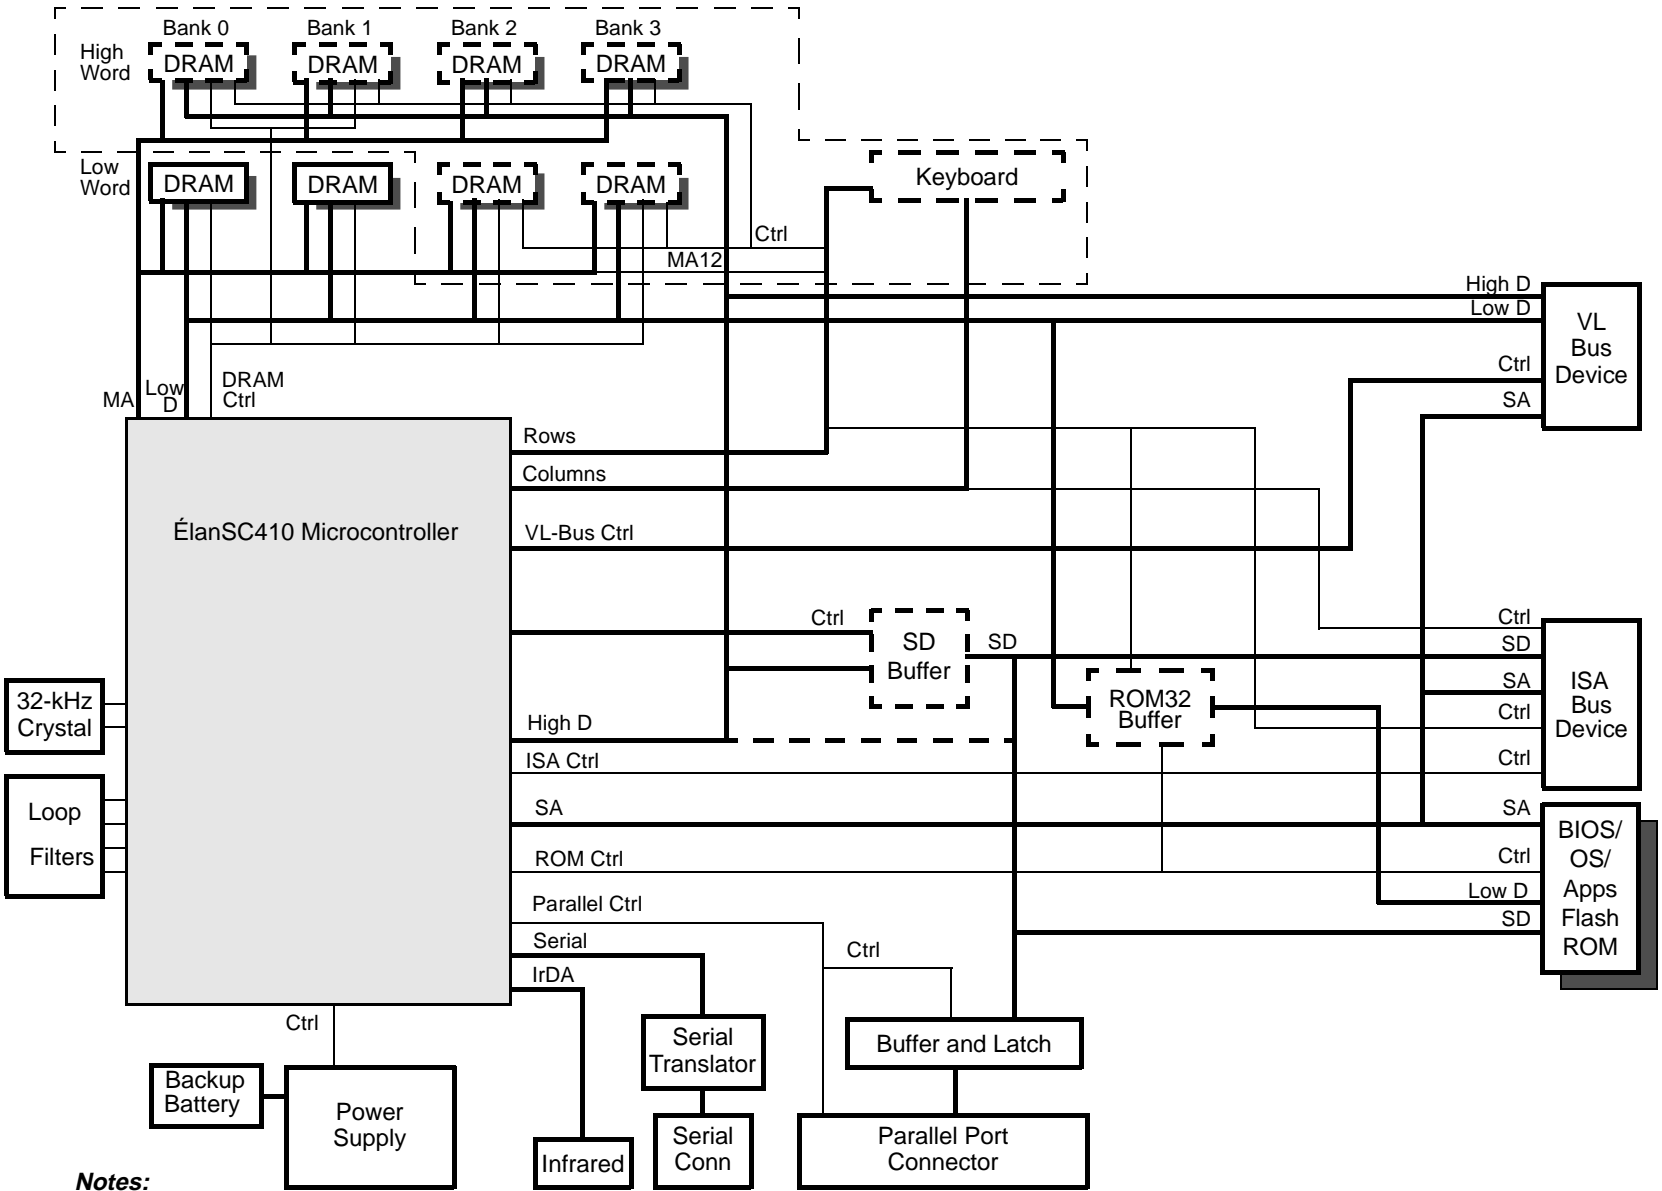 Bank 0 Bank 1 Bank 2 Bank 3
High
Word
DRAM DRAM DRAM DRAM
Low
Word
DRAM DRAM DRAM DRAM
Keyboard
Ctrl
MA12
High D
Low D
VL
Bus
Device
Ctrl
SA
MA
Low
D
DRAM
Ctrl
Rows
Columns
ÉlanSC410 Microcontroller
VL-Bus Ctrl
Ctrl
SD
Buffer
SD
Ctrl
SD
SA
Ctrl
Ctrl
ISA
Bus
Device
ROM32
Buffer
32-kHz
Crystal
High D
ISA Ctrl
Loop
Filters
SA
SA
BIOS/
OS/
Apps
Flash
ROM
ROM Ctrl
Ctrl
Low D
SD
Parallel Ctrl
Serial
IrDA
Ctrl
Ctrl
Serial
Translator
Buffer and Latch
Backup
Battery
Power
Supply
Infrared
Serial
Conn
Parallel Port
Connector
Notes: